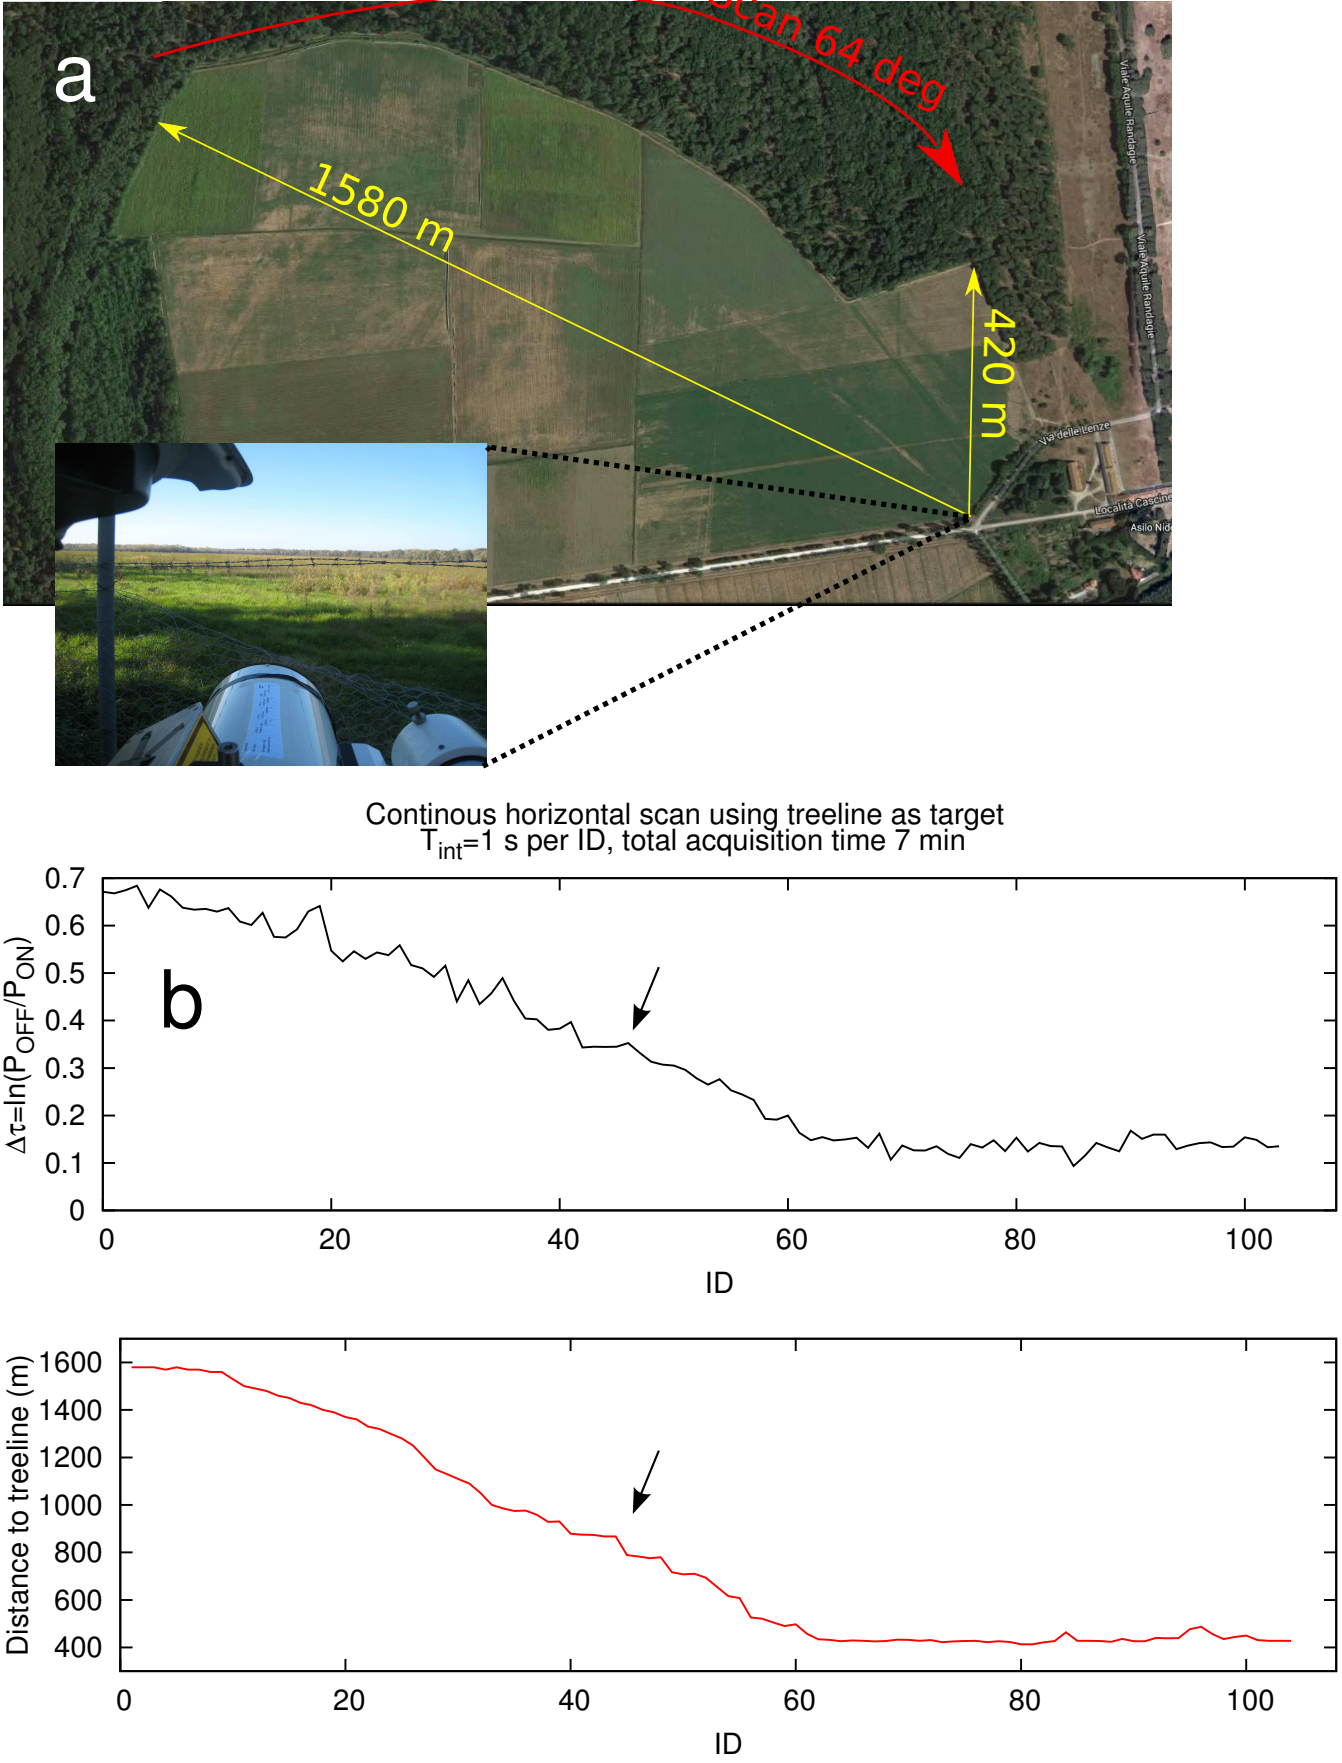 a
Scan 64 deg
1580 m
420 m
Viale Aquile Randagie
Viale Aquile Randagie
Via delle Lenze
Località Cascine
Asilo Nido
Continous horizontal scan using treeline as target
T_int=1 s per ID, total acquisition time 7 min
b
Δτ=ln(P_OFF/P_ON)
0.7
0.6
0.5
0.4
0.3
0.2
0.1
0
0 20 40 60 80 100
ID
Distance to treeline (m)
1600
1400
1200
1000
800
600
400
0 20 40 60 80 100
ID